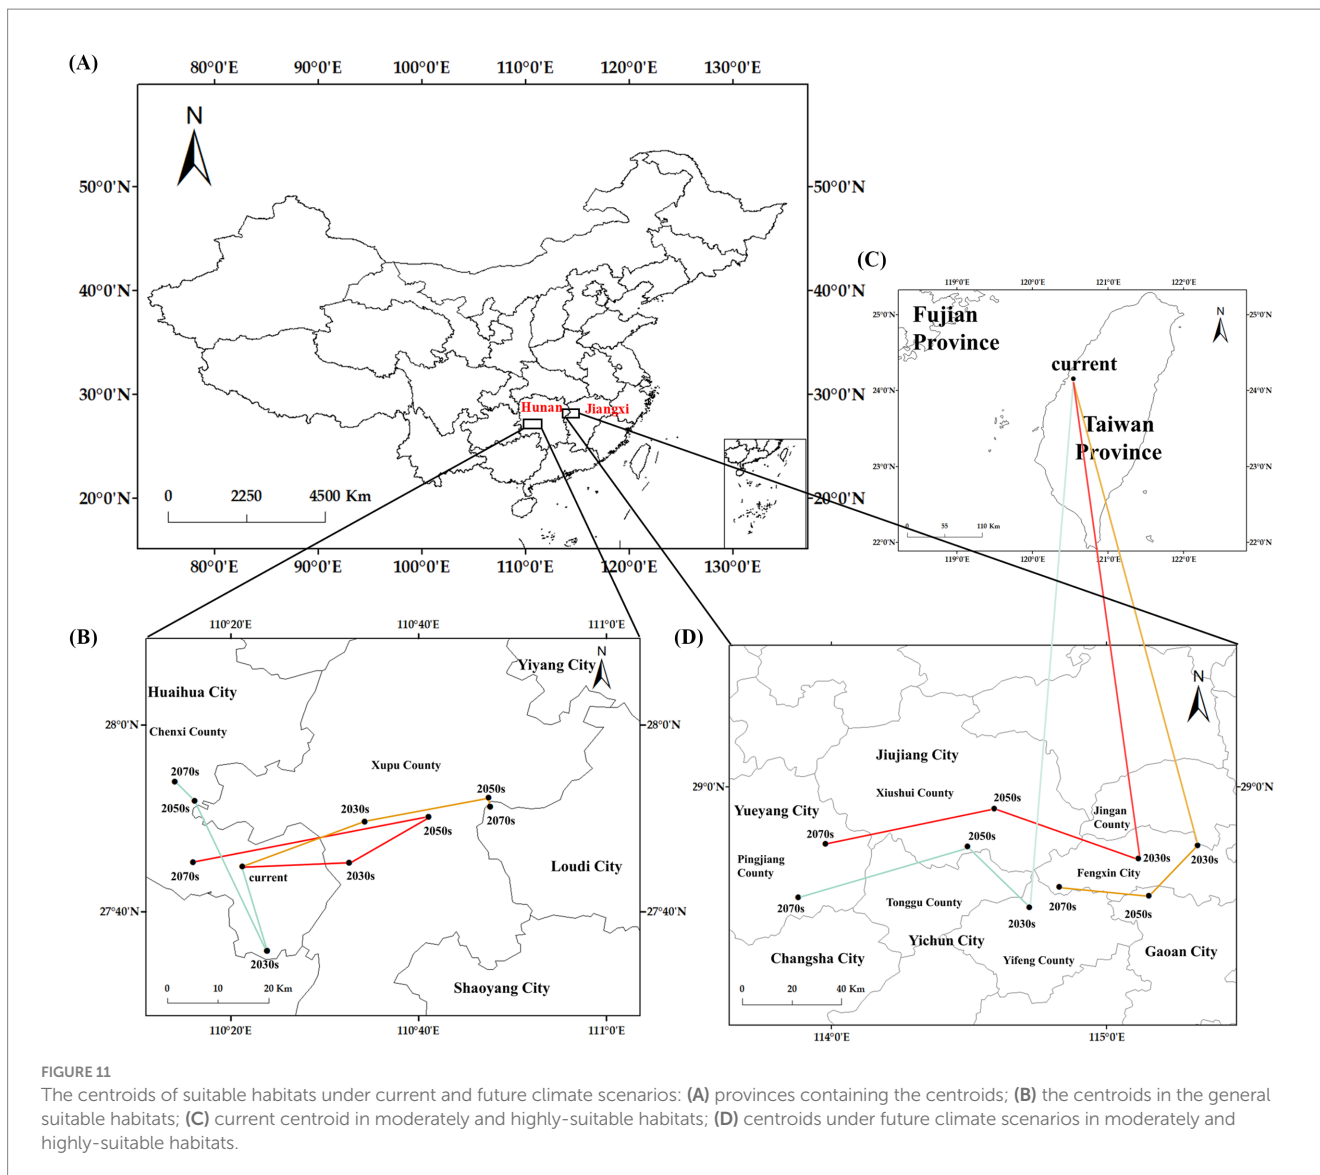 (A)
80°0'E 90°0'E 100°0'E 110°0'E 120°0'E 130°0'E
N
50°0'N 50°0'N
40°0'N 40°0'N
30°0'N 30°0'N
20°0'N 20°0'N
Hunan Jiangxi
0 2250 4500 Km
80°0'E 90°0'E 100°0'E 110°0'E 120°0'E 130°0'E
(C)
119°0'E 120°0'E 121°0'E 122°0'E
25°0'N 25°0'N
24°0'N 24°0'N
23°0'N 23°0'N
22°0'N 22°0'N
Fujian
Province
N
current
Taiwan
Province
0 55 110 Km
119°0'E 120°0'E 121°0'E 122°0'E
(B)
110°20'E 110°40'E 111°0'E
N
Yiyang City
Huaihua City
28°0'N 28°0'N
Chenxi County
Xupu County
2070s
2050s
2030s
2050s
2070s
2050s
2070s
current
2030s
Loudi City
27°40'N 27°40'N
2030s
Shaoyang City
0 10 20 Km
110°20'E 110°40'E 111°0'E
(D)
N
Jiujiang City
29°0'N 29°0'N
Xiushui County
2050s
Yueyang City
Jingan
County
2070s
2050s
2030s
2030s
Pingjiang
County
Fengxin City
2070s
Tonggu County
2070s
2050s
2030s
Yichun City
Gaoan City
Changsha City
Yifeng County
0 20 40 Km
114°0'E 115°0'E
FIGURE 11
The centroids of suitable habitats under current and future climate scenarios: (A) provinces containing the centroids; (B) the centroids in the general
suitable habitats; (C) current centroid in moderately and highly-suitable habitats; (D) centroids under future climate scenarios in moderately and
highly-suitable habitats.